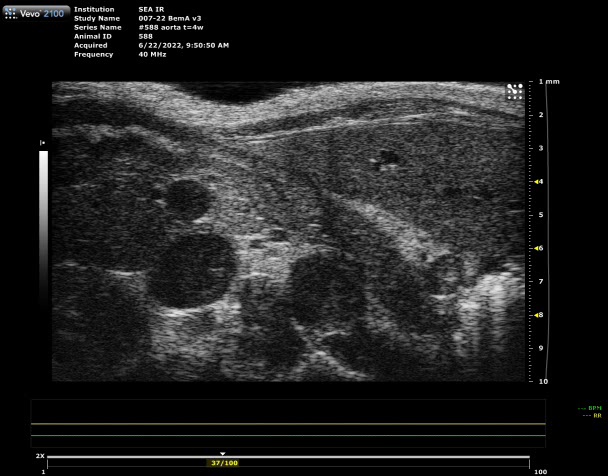 Vevo 2100
Institution SEA IR
Study Name 007-22 BemA v3
Series Name #588 aorta t=4w
Animal ID 588
Acquired 6/22/2022, 9:50:50 AM
Frequency 40 MHz
1 mm
2
3
4
5
6
7
8
9
10
--- BPM
--- RR
2X
37/100
1 100